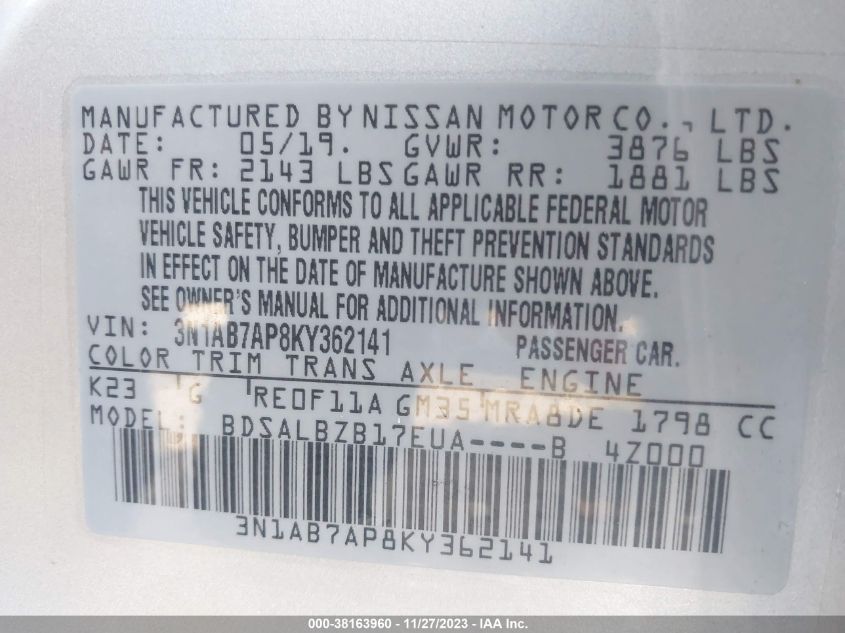 MANUFACTURED BY NISSAN MOTOR CO., LTD.
DATE: 05/19. GVWR: 3876 LBS
GAWR FR: 2143 LBS GAWR RR: 1881 LBS
THIS VEHICLE CONFORMS TO ALL APPLICABLE FEDERAL MOTOR
VEHICLE SAFETY, BUMPER AND THEFT PREVENTION STANDARDS
IN EFFECT ON THE DATE OF MANUFACTURE SHOWN ABOVE.
SEE OWNER'S MANUAL FOR ADDITIONAL INFORMATION.
VIN: 3N1AB7AP8KY362141 PASSENGER CAR.
COLOR TRIM TRANS AXLE ENGINE
K23 G RE0F11A GM35 MRA8DE 1798 CC
MODEL: BDSALBZB17EUA----B 4Z000
3N1AB7AP8KY362141
000-38163960 - 11/27/2023 - IAA Inc.